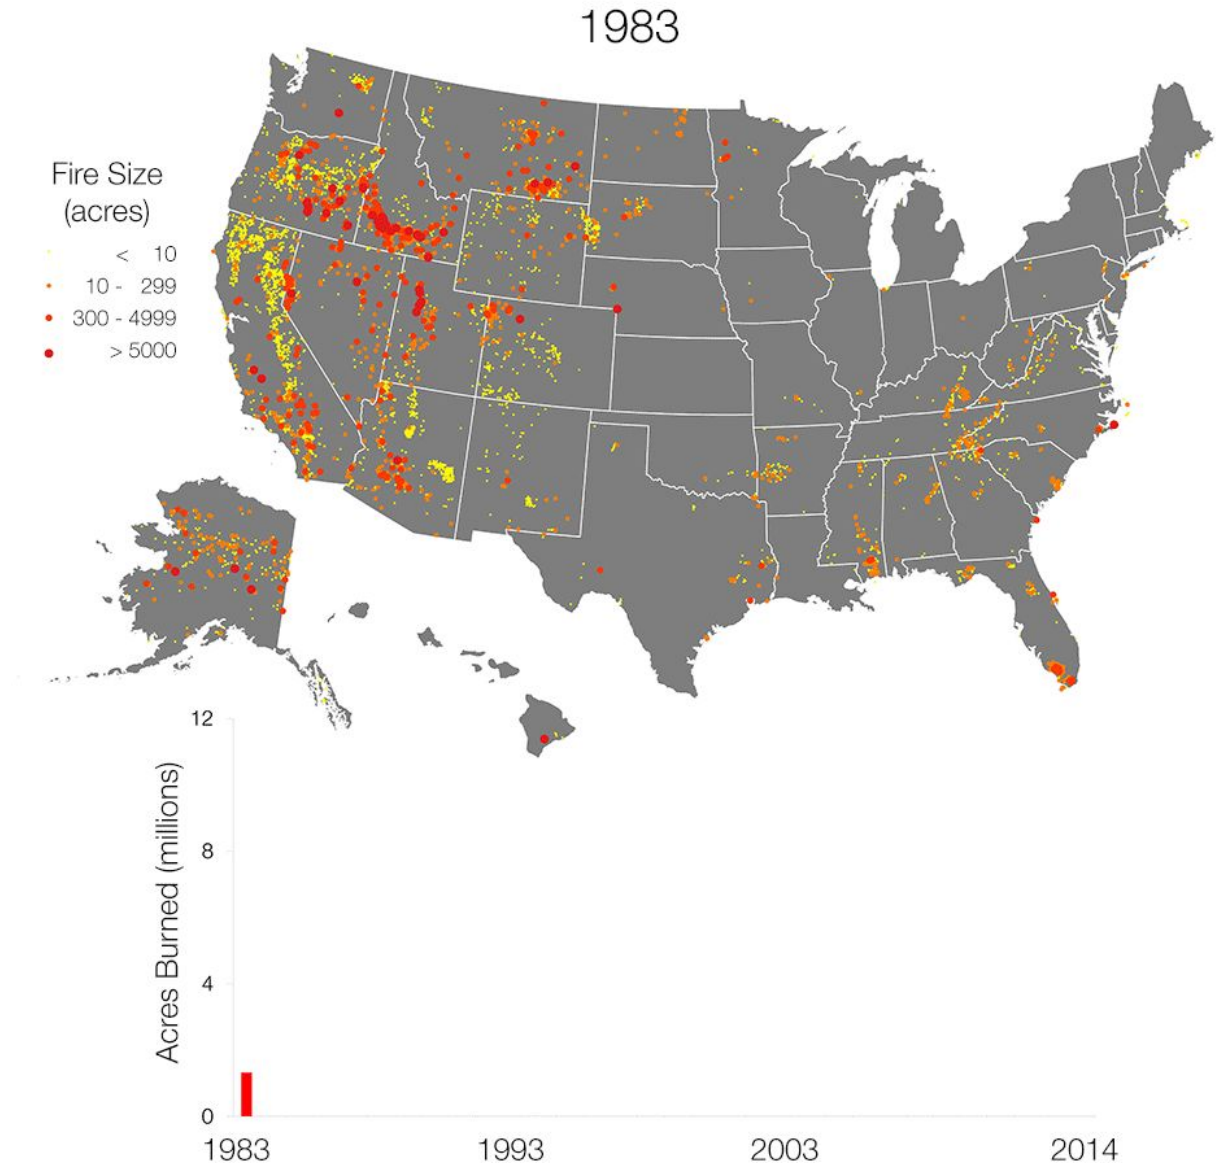 1983
Fire Size
(acres)
< 10
10 - 299
300 - 4999
> 5000
12
8
4
0
Acres Burned (millions)
1983 1993 2003 2014